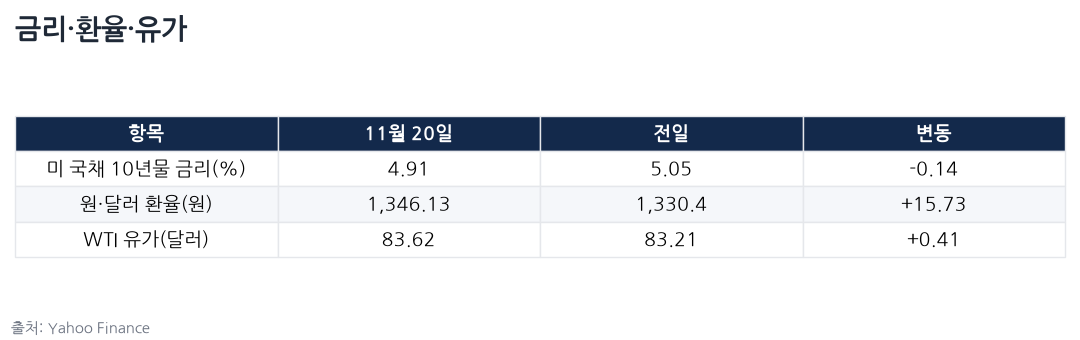 금리·환율·유가
항목 11월 20일 전일 변동
미 국채 10년물 금리(%) 4.91 5.05 -0.14
원·달러 환율(원) 1,346.13 1,330.4 +15.73
WTI 유가(달러) 83.62 83.21 +0.41
출처: Yahoo Finance